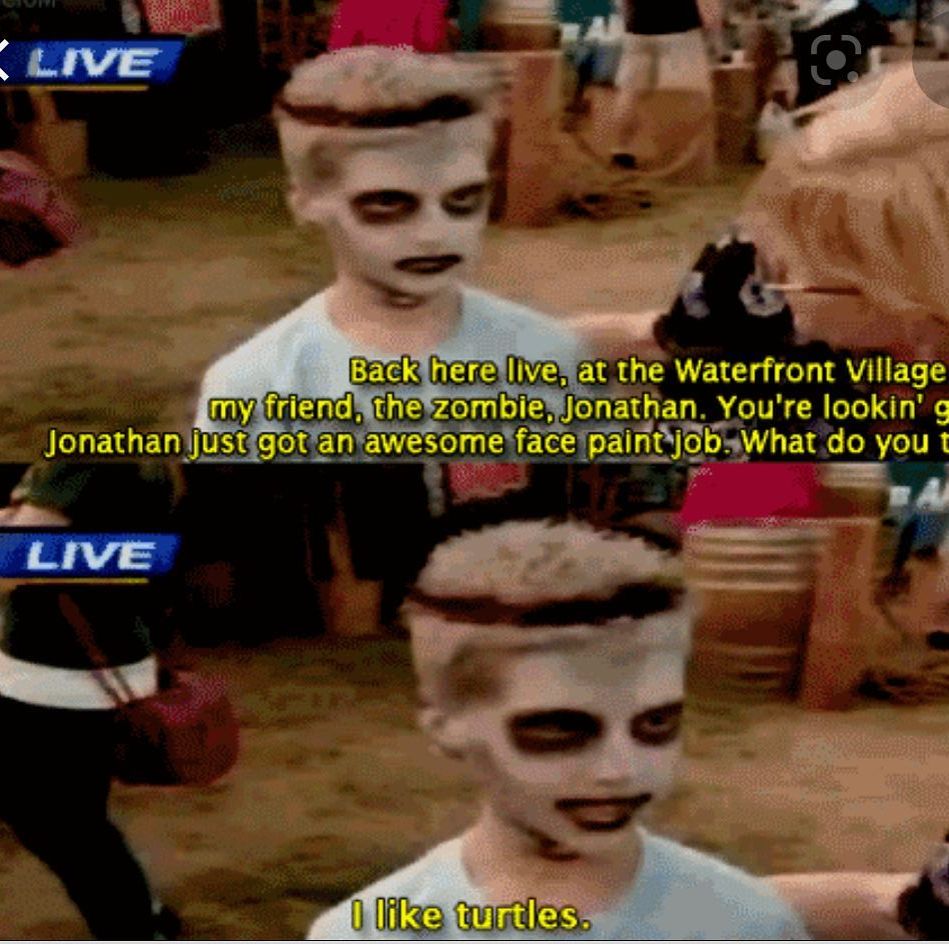 LIVE
Back here live, at the Waterfront Village
my friend, the zombie, Jonathan. You're lookin' g
Jonathan just got an awesome face paint job. What do you t
LIVE
I like turtles.